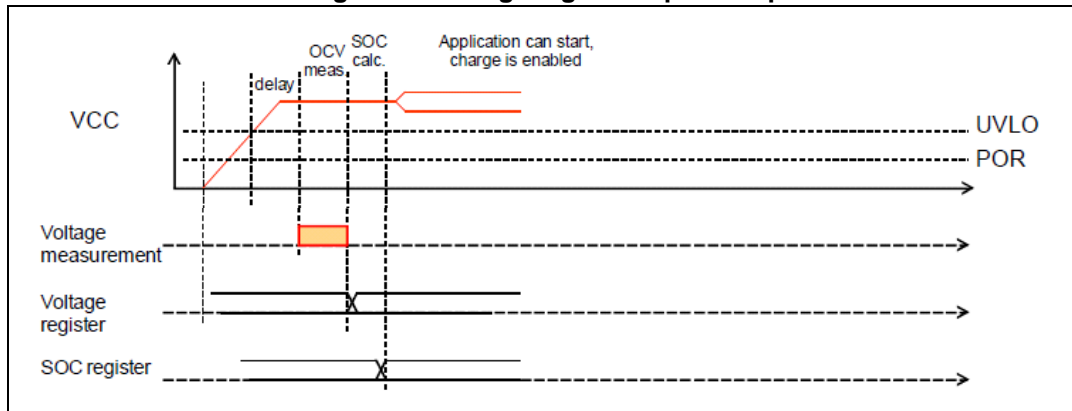 SOC
OCV
calc.
Application can start,
charge is enabled
delay
meas.
VCC
UVLO
POR
Voltage
measurement
Voltage
register
SOC register